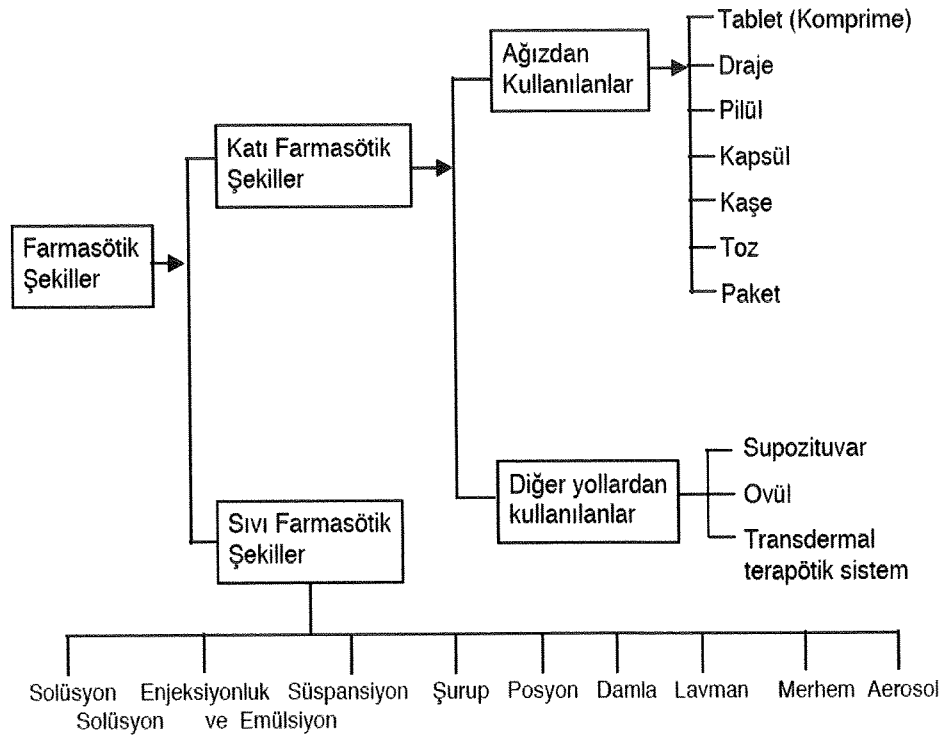 Tablet (Komprime)
Ağızdan
Kullanılanlar
Draje
Pilül
Katı Farmasötik
Şekiller
Kapsül
Kaşe
Farmasötik
Şekiller
Toz
Paket
Supozituvar
Diğer yollardan
kullanılanlar
Ovül
Sıvı Farmasötik
Şekiller
Transdermal
terapötik sistem
Solüsyon Enjeksiyonluk Süspansiyon Şurup Posyon Damla Lavman Merhem Aerosol
Solüsyon ve Emülsiyon